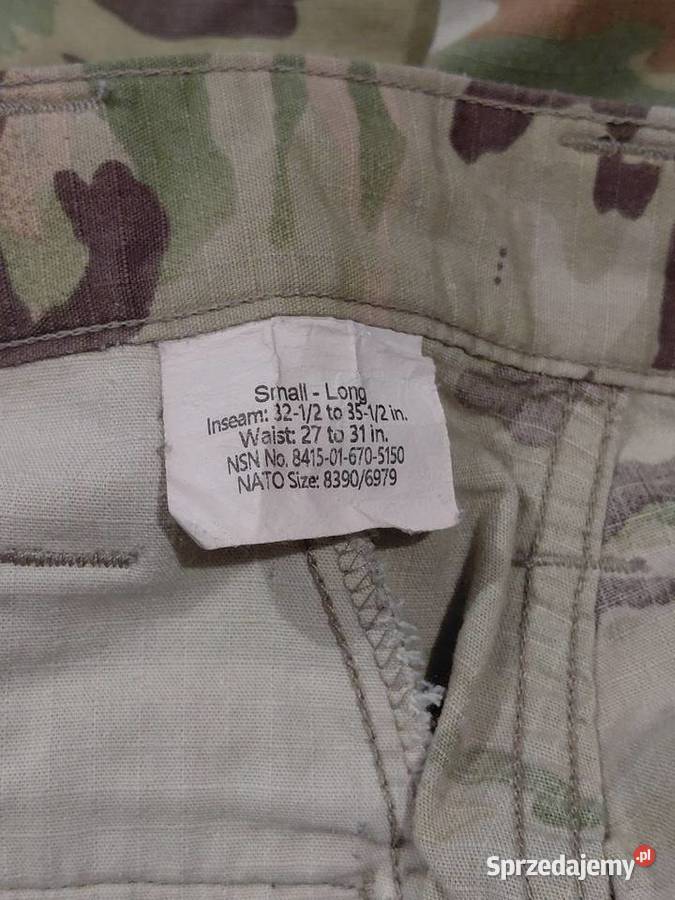 Small - Long
Inseam: 32-1/2 to 35-1/2 in.
Waist: 27 to 31 in.
NSN No. 8415-01-670-5150
NATO Size: 8390/6979
Sprzedajemy.pl